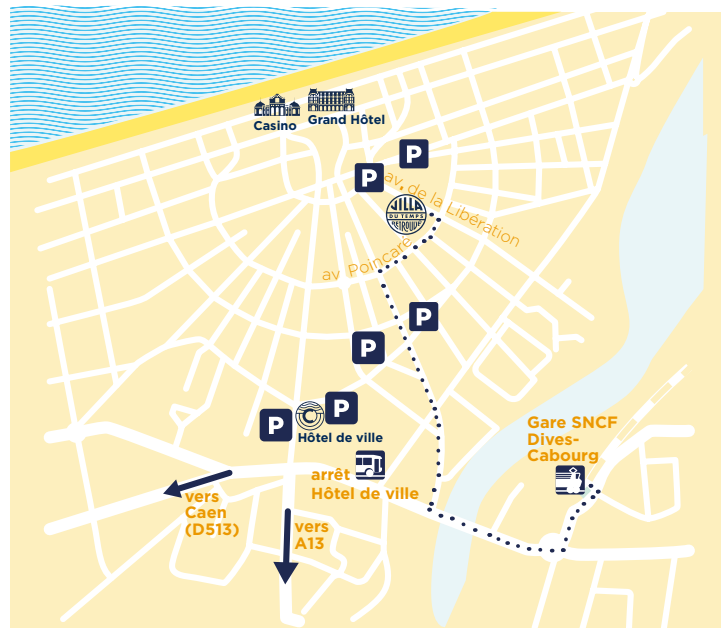 Casino
Grand Hôtel
P
P
av. de la Libération
VILLA
DU TEMPS
RETROUVÉ
av Poincaré
P
P
P
C
P
Hôtel de ville
Gare SNCF
Dives-
Cabourg
arrêt
Hôtel de ville
vers
Caen
(D513)
vers
A13